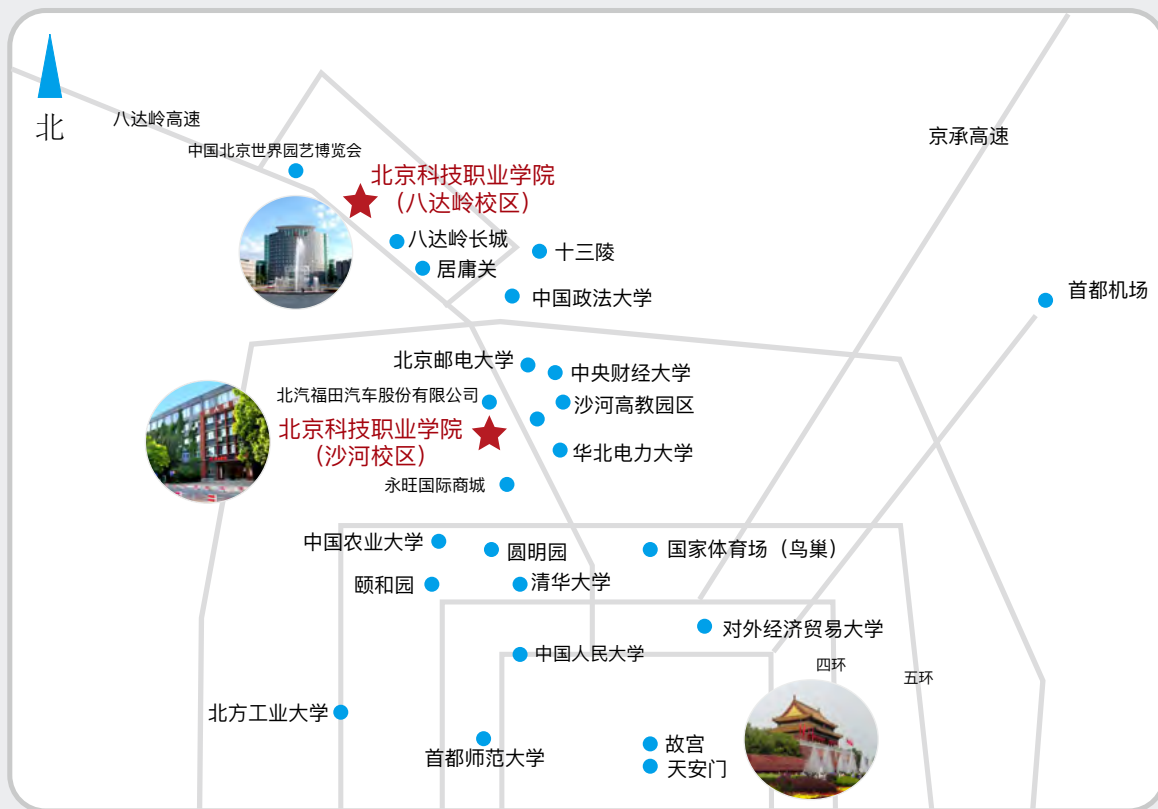 北
八达岭高速
京承高速
中国北京世界园艺博览会
北京科技职业学院
（八达岭校区）
八达岭长城
十三陵
居庸关
首都机场
中国政法大学
北京邮电大学
中央财经大学
北汽福田汽车股份有限公司
沙河高教园区
北京科技职业学院
（沙河校区）
华北电力大学
永旺国际商城
中国农业大学
圆明园
国家体育场（鸟巢）
颐和园
清华大学
对外经济贸易大学
中国人民大学
四环
五环
北方工业大学
首都师范大学
故宫
天安门